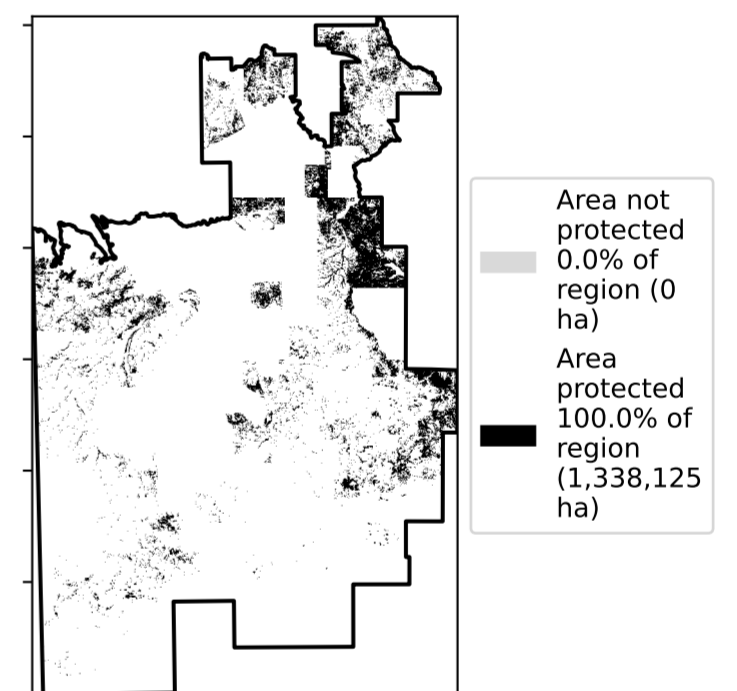 Area not
protected
0.0% of
region (0
ha)
Area
protected
100.0% of
region
(1,338,125
ha)